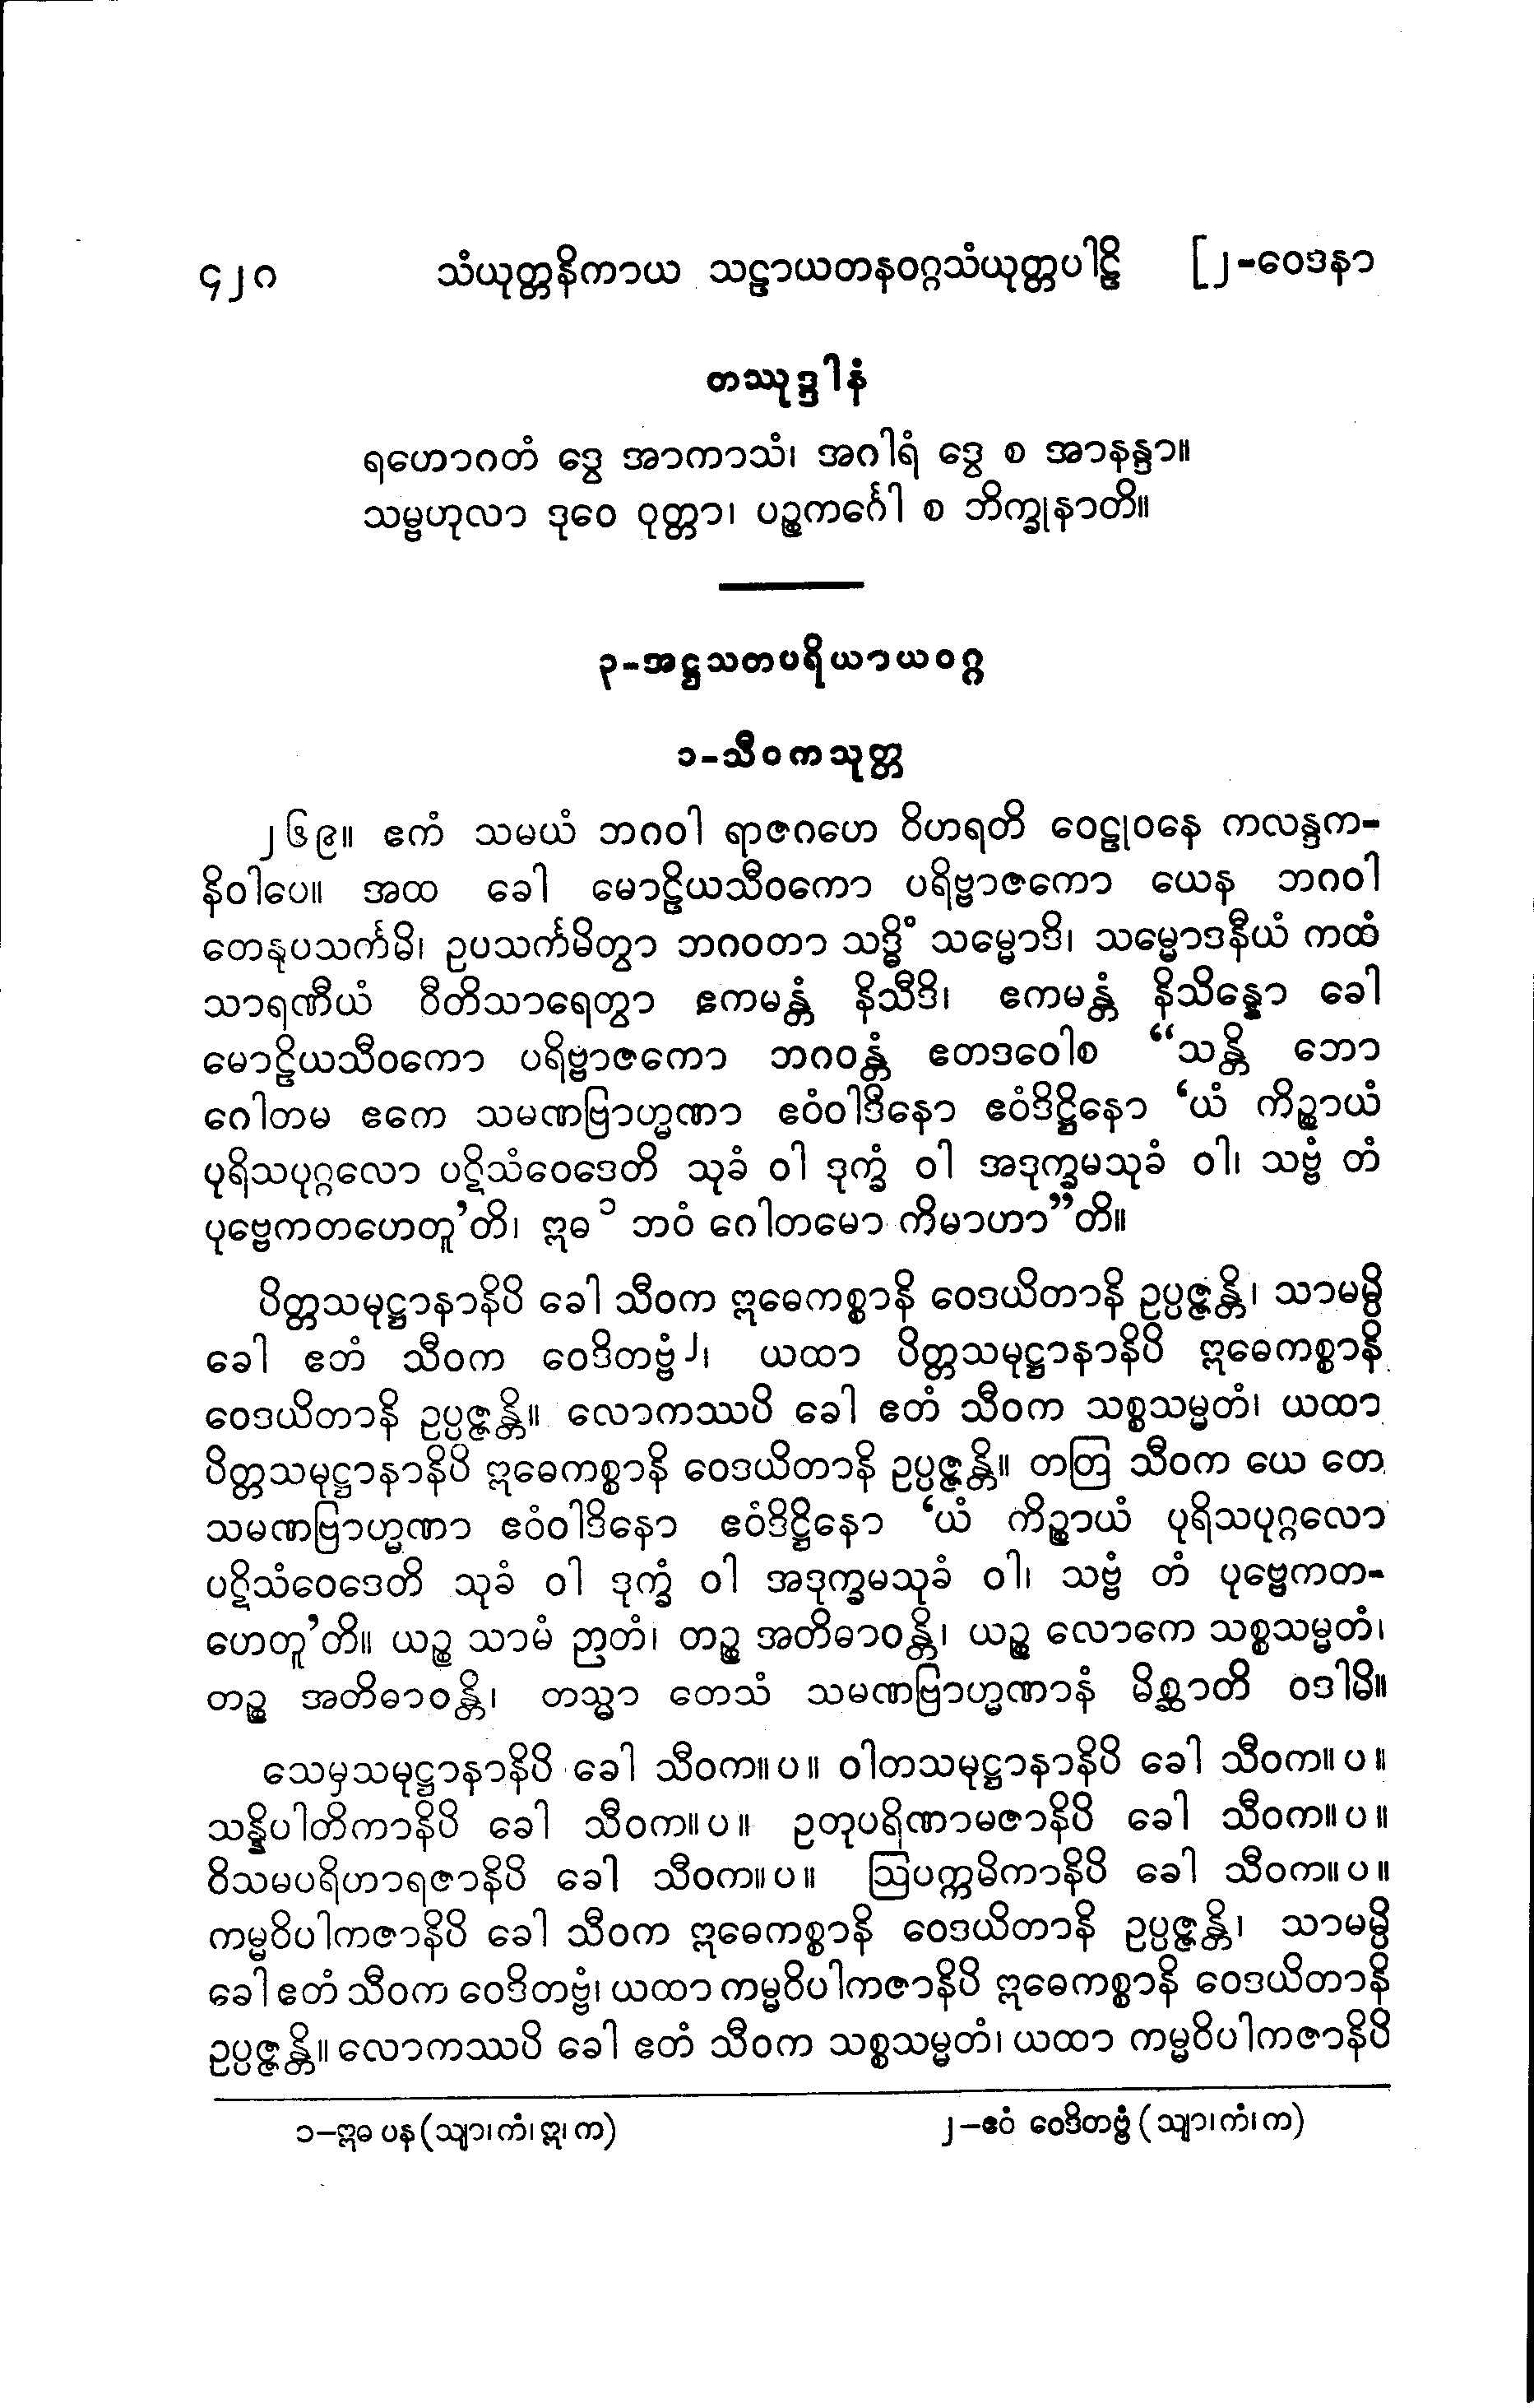 ၄၂၀ သံယုတ္တနိကာယ သဠာယတနဝဂ္ဂသံယုတ္တပါဠိ [၂-ဝေဒနာ
တဿုဒ္ဒါနံ
ရဟောဂတံ ဒွေ အာကာသံ၊ အဂါရံ ဒွေ စ အာနန္ဒာ။
သမ္ဗဟုလာ ဒုဝေ ဝုတ္တာ၊ ပဉ္စကင်္ဂေါ စ ဘိက္ခုနာတိ။
၃-အဋ္ဌသတပရိယာယဝဂ္ဂ
၁-သီဝကသုတ္တ
၂၆၉။ ဧကံ သမယံ ဘဂဝါ ရာဇဂဟေ ဝိဟရတိ ဝေဠုဝနေ ကလန္ဒက-
နိဝါပေ။ အထ ခေါ မောဠိယသီဝကော ပရိဗ္ဗာဇကော ယေန ဘဂဝါ
တေနုပသင်္ကမိ၊ ဥပသင်္ကမိတွာ ဘဂဝတာ သဒ္ဓိံ သမ္မောဒိ၊ သမ္မောဒနီယံ ကထံ
သာရဏီယံ ဝီတိသာရေတွာ ဧကမန္တံ နိသီဒိ၊ ဧကမန္တံ နိသိန္နော ခေါ
မောဠိယသီဝကော ပရိဗ္ဗာဇကော ဘဂဝန္တံ ဧတဒဝေါစ “သန္တိ ဘော
ဂေါတမ ဧကေ သမဏဗြာဟ္မဏာ ဧဝံဝါဒိနော ဧဝံဒိဋ္ဌိနော ‘ယံ ကိဉ္စာယံ
ပုရိသပုဂ္ဂလော ပဋိသံဝေဒေတိ သုခံ ဝါ ဒုက္ခံ ဝါ အဒုက္ခမသုခံ ဝါ၊ သဗ္ဗံ တံ
ပုဗ္ဗေကတဟေတူ’တိ၊ ဣဓ ၁ ဘဝံ ဂေါတမော ကိမာဟာ”တိ။
ပိတ္တသမုဋ္ဌာနာနိပိ ခေါ သီဝက ဣဓေကစ္စာနိ ဝေဒယိတာနိ ဥပ္ပဇ္ဇန္တိ၊ သာမမ္ပိ
ခေါ ဧတံ သီဝက ဝေဒိတဗ္ဗံ၂၊ ယထာ ပိတ္တသမုဋ္ဌာနာနိပိ ဣဓေကစ္စာနိ
ဝေဒယိတာနိ ဥပ္ပဇ္ဇန္တိ။ လောကဿပိ ခေါ ဧတံ သီဝက သစ္စသမ္မတံ၊ ယထာ
ပိတ္တသမုဋ္ဌာနာနိပိ ဣဓေကစ္စာနိ ဝေဒယိတာနိ ဥပ္ပဇ္ဇန္တိ။ တတြ သီဝက ယေ တေ
သမဏဗြာဟ္မဏာ ဧဝံဝါဒိနော ဧဝံဒိဋ္ဌိနော ‘ယံ ကိဉ္စာယံ ပုရိသပုဂ္ဂလော
ပဋိသံဝေဒေတိ သုခံ ဝါ ဒုက္ခံ ဝါ အဒုက္ခမသုခံ ဝါ၊ သဗ္ဗံ တံ ပုဗ္ဗေကတ-
ဟေတူ’တိ။ ယဉ္စ သာမံ ဉာတံ၊ တဉ္စ အတိဓာဝန္တိ၊ ယဉ္စ လောကေ သစ္စသမ္မတံ၊
တဉ္စ အတိဓာဝန္တိ၊ တသ္မာ တေသံ သမဏဗြာဟ္မဏာနံ မိစ္ဆာတိ ဝဒါမိ။
သေမှသမုဋ္ဌာနာနိပိ ခေါ သီဝက။ပ။ ဝါတသမုဋ္ဌာနာနိပိ ခေါ သီဝက။ပ။
သန္နိပါတိကာနိပိ ခေါ သီဝက။ပ။ ဥတုပရိဏာမဇာနိပိ ခေါ သီဝက။ပ။
ဝိသမပရိဟာရဇာနိပိ ခေါ သီဝက။ပ။ ဩပက္ကမိကာနိပိ ခေါ သီဝက။ပ။
ကမ္မဝိပါကဇာနိပိ ခေါ သီဝက ဣဓေကစ္စာနိ ဝေဒယိတာနိ ဥပ္ပဇ္ဇန္တိ၊ သာမမ္ပိ
ခေါ ဧတံ သီဝက ဝေဒိတဗ္ဗံ၊ ယထာ ကမ္မဝိပါကဇာနိပိ ဣဓေကစ္စာနိ ဝေဒယိတာနိ
ဥပ္ပဇ္ဇန္တိ။ လောကဿပိ ခေါ ဧတံ သီဝက သစ္စသမ္မတံ၊ ယထာ ကမ္မဝိပါကဇာနိပိ
၁–ဣဓ ပန (သျာ၊ကံ၊ဣ၊က) ၂–ဧဝံ ဝေဒိတဗ္ဗံ (သျာ၊ကံ၊က)